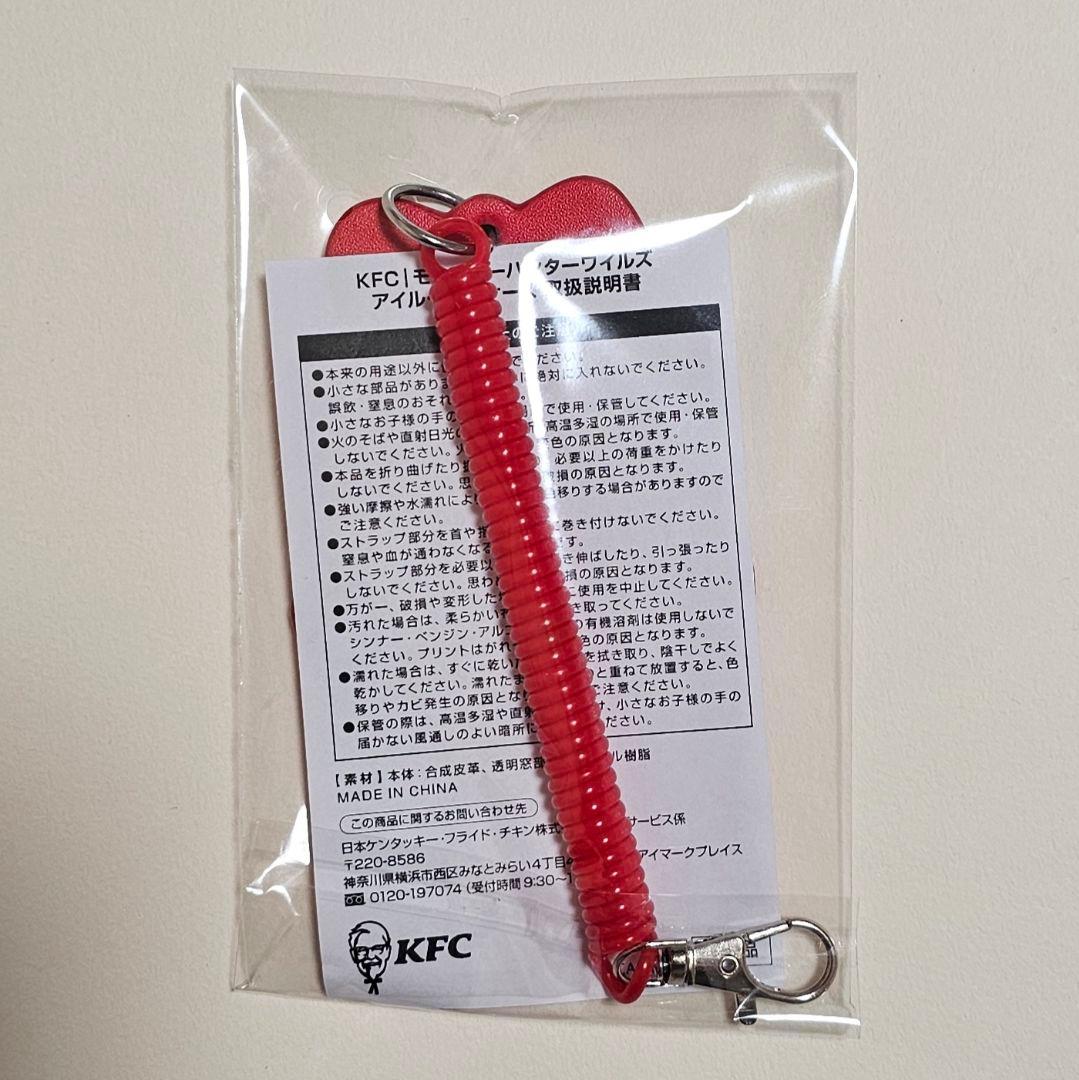 KFC|モ ーハンターワイルズ
アイル ケース 取扱説明書
のご注意
●本来の用途以外に でください。
●小さな部品がありま に絶対に入れないでください。
誤飲・窒息のおそれ 。
●小さなお子様の手の で使用・保管してください。
●火のそばや直射日光の 高温多湿の場所で使用・保管
しないでください。 色の原因となります。
●本品を折り曲げたり 必要以上の荷重をかけたり
しないでください。思 破損の原因となります。
●強い摩擦や水濡れによ 色移りする場合がありますので
ご注意ください。
●ストラップ部分を首や指 に巻き付けないでください。
窒息や血が通わなくなる ます。
●ストラップ部分を必要以 き伸ばしたり、引っ張ったり
しないでください。思わ 損の原因となります。
●万が一、破損や変形した に使用を中止してください。
●汚れた場合は、柔らかい き取ってください。
シンナー・ベンジン・アル の有機溶剤は使用しないで
ください。プリントはがれ 色の原因となります。
●濡れた場合は、すぐに乾い を拭き取り、陰干しでよく
乾かしてください。濡れたま と重ねて放置すると、色
移りやカビ発生の原因とな ご注意ください。
●保管の際は、高温多湿や直射 け、小さなお子様の手の
届かない風通しのよい暗所に ください。
【素材】本体:合成皮革、透明窓部 ル樹脂
MADE IN CHINA
この商品に関するお問い合わせ先
日本ケンタッキー・フライド・チキン株式 サービス係
〒220-8586
神奈川県横浜市西区みなとみらい4丁目 アイマークプレイス
0120-197074(受付時間 9:30~1
KFC
品